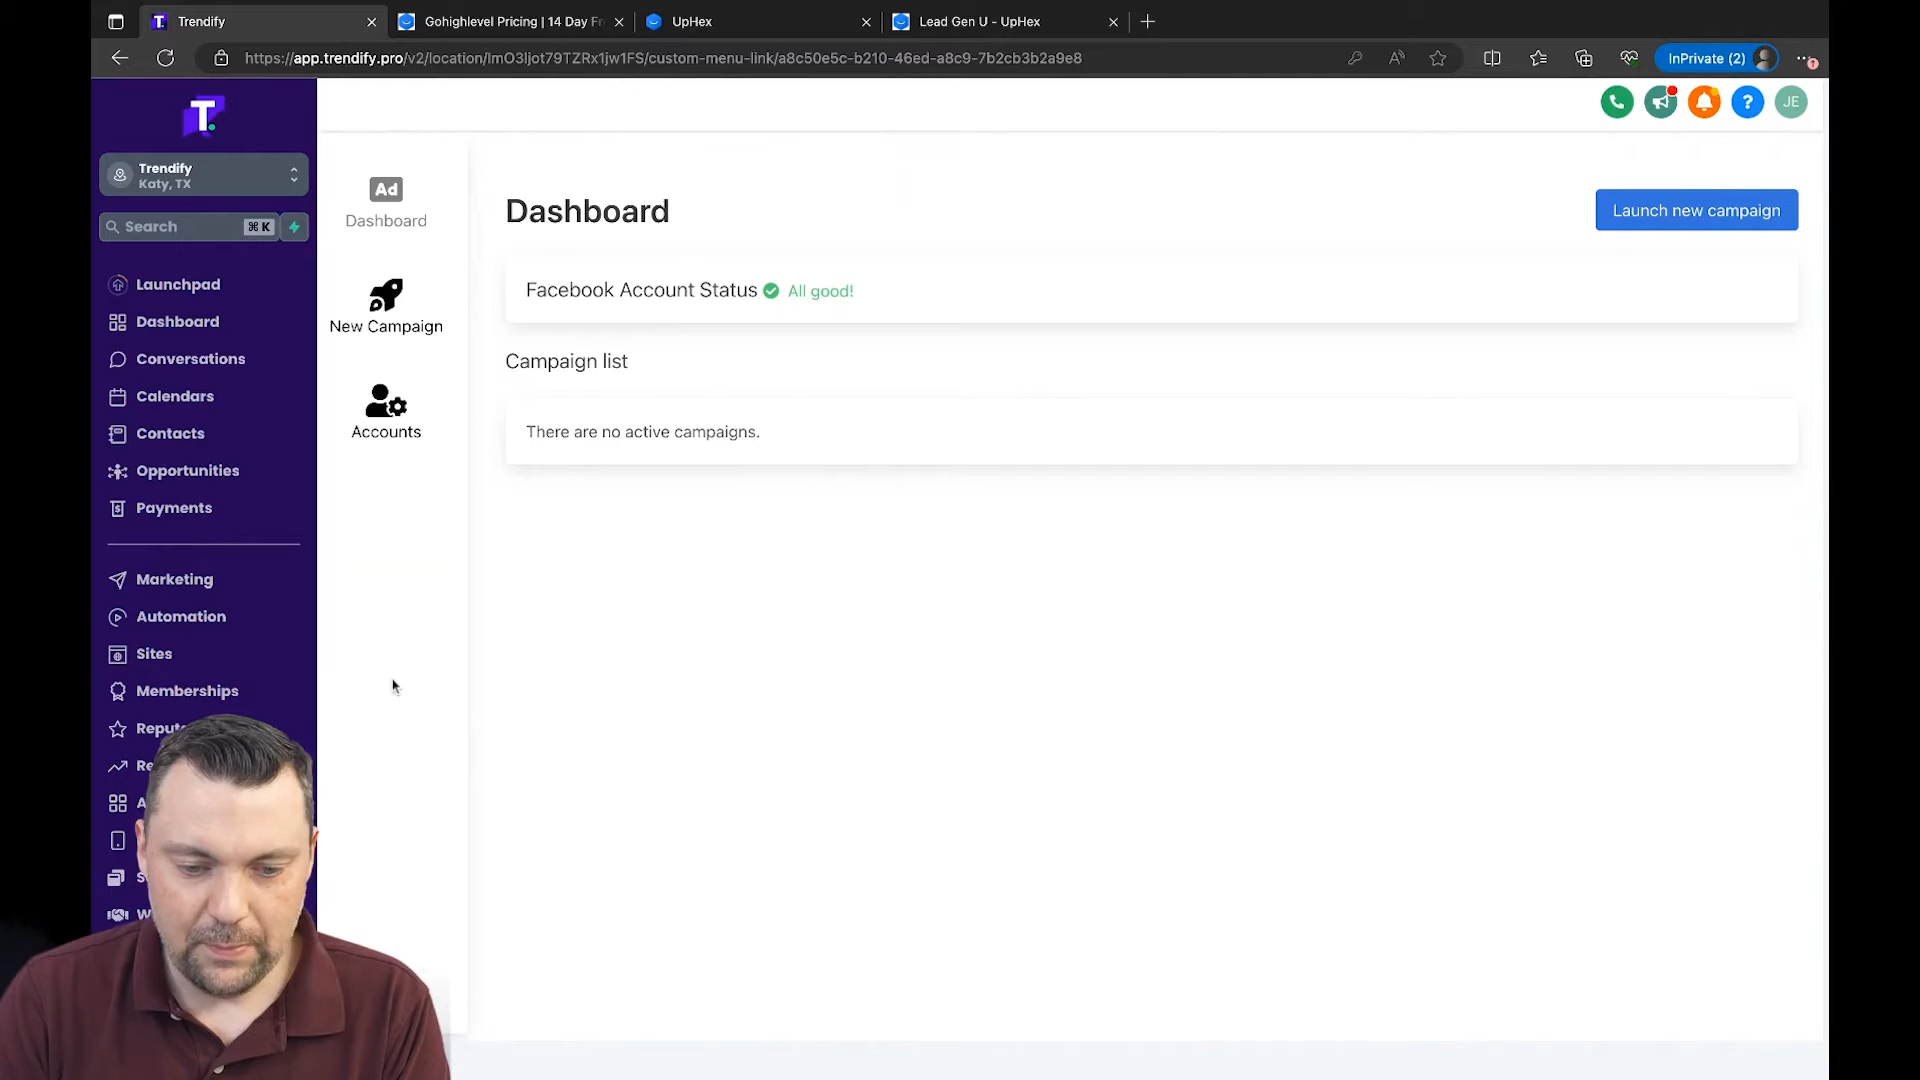 Trendify
Gohighlevel Pricing | 14 Day Fr
UpHex
Lead Gen U - UpHex
https://app.trendify.pro/v2/location/lmO3ljot79TZRx1jw1FS/custom-menu-link/a8c50e5c-b210-46ed-a8c9-7b2cb3b2a9e8
InPrivate (2)
T.
JE
Trendify
Katy, TX
Search
⌘ K
Launchpad
Dashboard
Conversations
Calendars
Contacts
Opportunities
Payments
Marketing
Automation
Sites
Memberships
Ad
Dashboard
New Campaign
Accounts
Dashboard
Launch new campaign
Facebook Account Status
All good!
Campaign list
There are no active campaigns.